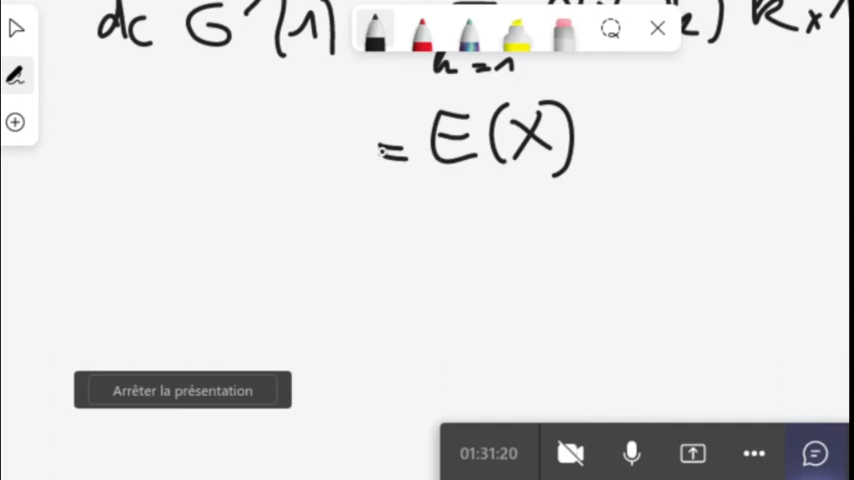 dc G'(1)
k=1
= E(X)
Arrêter la présentation
01:31:20